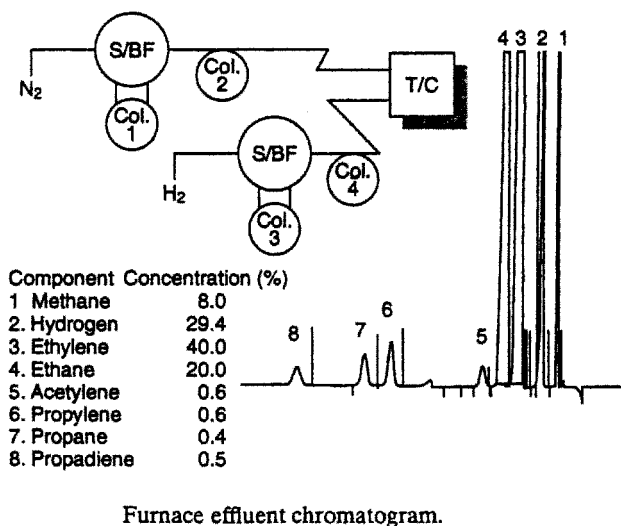 S/BF
Col. 2
N2
Col. 1
T/C
4 3 2 1
S/BF
Col. 4
H2
Col. 3
Component Concentration (%)
1 Methane 8.0
2. Hydrogen 29.4
3. Ethylene 40.0
4. Ethane 20.0
5. Acetylene 0.6
6. Propylene 0.6
7. Propane 0.4
8. Propadiene 0.5
8 7 6 5
Furnace effluent chromatogram.